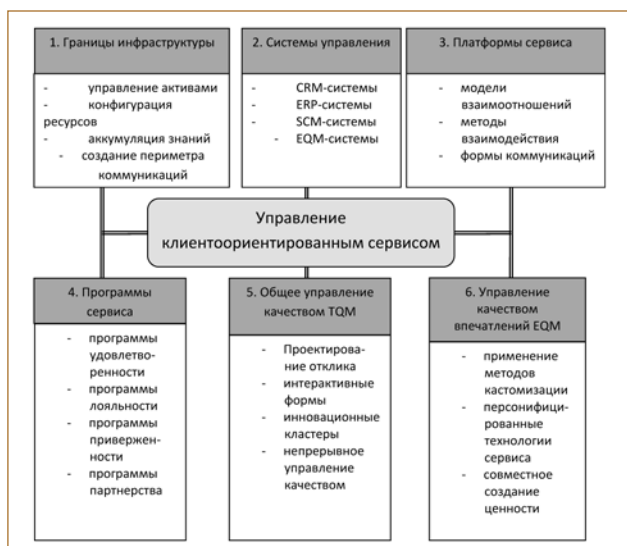 1. Границы инфраструктуры
- управление активами
- конфигурация
ресурсов
- аккумуляция знаний
- создание периметра
коммуникаций
2. Системы управления
- CRM-системы
- ERP-системы
- SCM-системы
- EQM-системы
3. Платформы сервиса
- модели
взаимоотношений
- методы
взаимодействия
- формы коммуникаций
Управление
клиентоориентированным сервисом
4. Программы
сервиса
- программы
удовлетво-
ренности
- программы
лояльности
- программы
привержен-
ности
- программы
партнерства
5. Общее управление
качеством TQM
- Проектирова-
ние отклика
- интерактивные
формы
- инновационные
кластеры
- непрерывное
управление
качеством
6. Управление
качеством
впечатлений EQM
- применение
методов
кастомизации
- персонифици-
рованные
технологии
сервиса
- совместное
создание
ценности